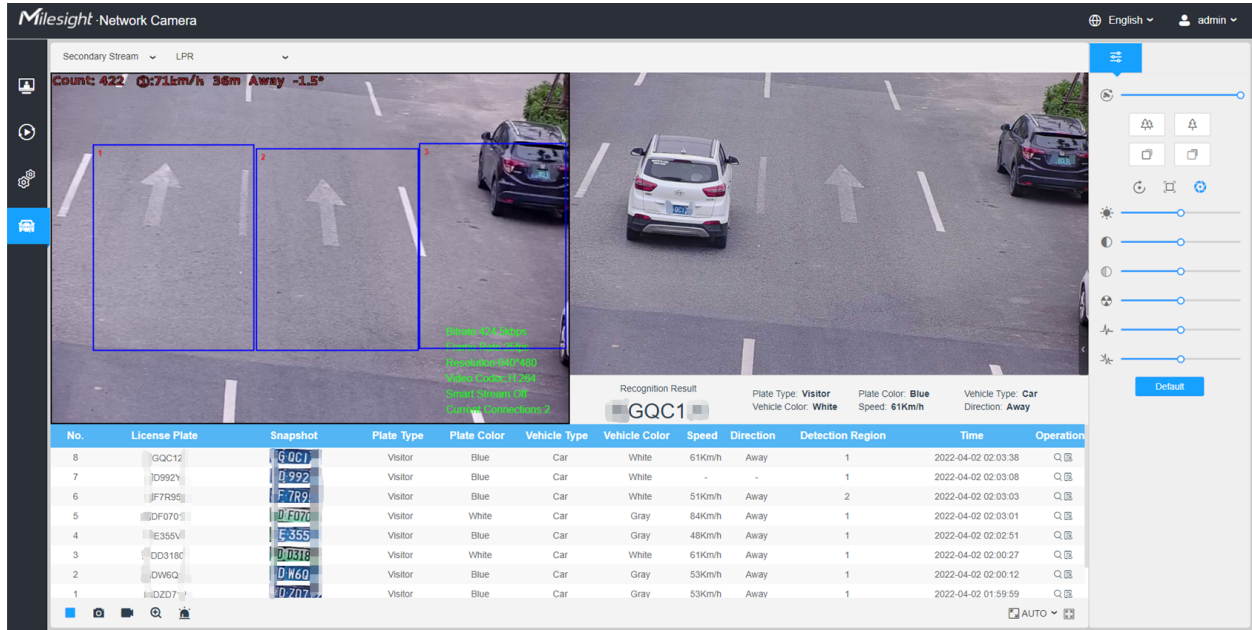 Milesight · Network Camera
English
admin
Secondary Stream
LPR
Count: 422 ①:71km/h 36m Away -1.5°
1
2
3
Resolution:640*480
Video Codec:H.264
Smart Stream:Off
Current Connections:2
Recognition Result
GQC1
Plate Type: Visitor
Plate Color: Blue
Vehicle Type: Car
Vehicle Color: White
Speed: 61Km/h
Direction: Away
Default
No. License Plate Snapshot Plate Type Plate Color Vehicle Type Vehicle Color Speed Direction Detection Region Time Operation
8 GQC12 GQC1 Visitor Blue Car White 61Km/h Away 1 2022-04-02 02:03:38
7 D992Y D992 Visitor Blue Car White - - 1 2022-04-02 02:03:08
6 F7R95 F7R9 Visitor Blue Car White 51Km/h Away 2 2022-04-02 02:03:03
5 DF070 DF070 Visitor White Car Gray 84Km/h Away 1 2022-04-02 02:03:01
4 E355V E355 Visitor Blue Car Gray 48Km/h Away 1 2022-04-02 02:02:51
3 DD318 DD318 Visitor White Car White 61Km/h Away 1 2022-04-02 02:00:27
2 DW6Q DW6Q Visitor Blue Car Gray 53Km/h Away 1 2022-04-02 02:00:12
1 DZD7 Visitor Blue Car Gray 53Km/h Away 1 2022-04-02 01:59:59
AUTO